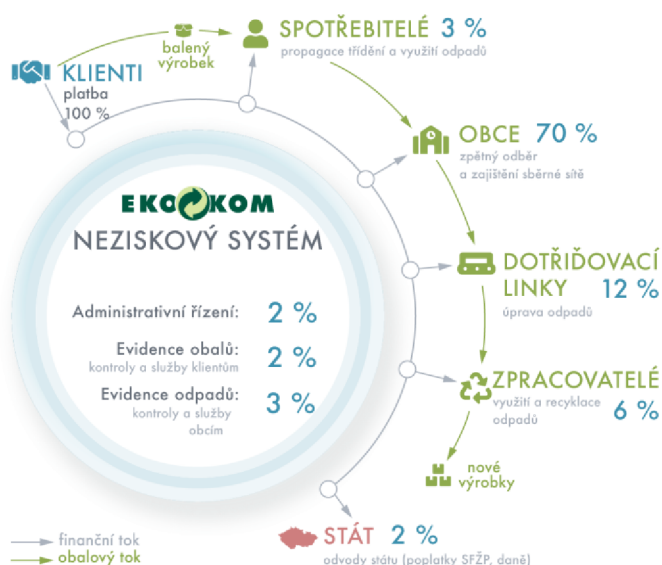 SPOTŘEBITELÉ 3 %
propagace třídění a využití odpadů
balený
výrobek
KLIENTI
platba
100 %
OBCE 70 %
zpětný odběr
a zajištění sběrné sítě
EKO KOM
NEZISKOVÝ SYSTÉM
DOTŘIĎOVACÍ
LINKY 12 %
úprava odpadů
Administrativní řízení: 2 %
Evidence obalů: 2 %
kontroly a služby klientům
Evidence odpadů: 3 %
kontroly a služby
obcím
ZPRACOVATELÉ
využití a recyklace
odpadů 6 %
nové
výrobky
STÁT 2 %
odvody státu (poplatky SFŽP, daně)
finanční tok
obalový tok